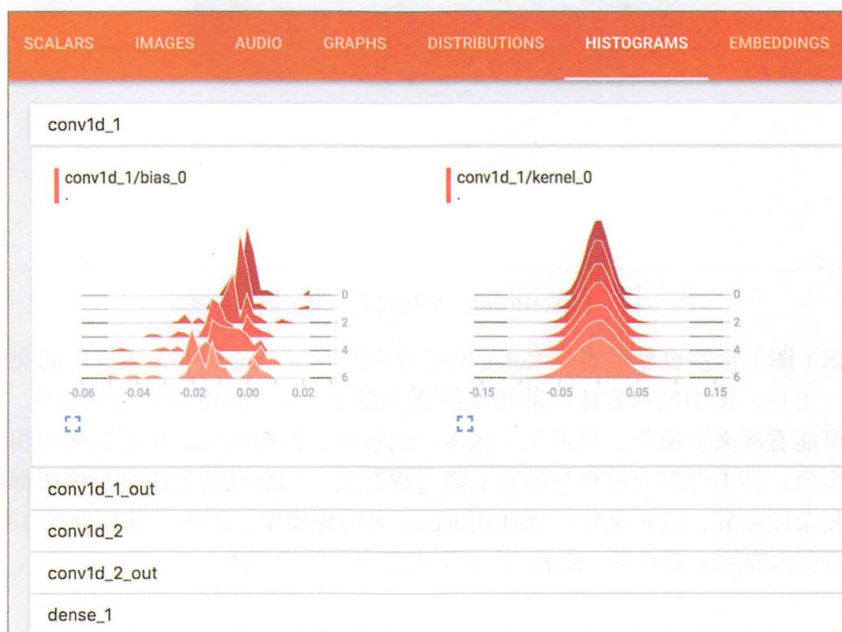 SCALARS IMAGES AUDIO GRAPHS DISTRIBUTIONS HISTOGRAMS EMBEDDINGS
conv1d_1
conv1d_1/bias_0 conv1d_1/kernel_0
. .
0 0
2 2
4 4
6 6
-0.06 -0.02 0.00 0.02 -0.15 -0.05 0.05 0.15
conv1d_1_out
conv1d_2
conv1d_2_out
dense_1